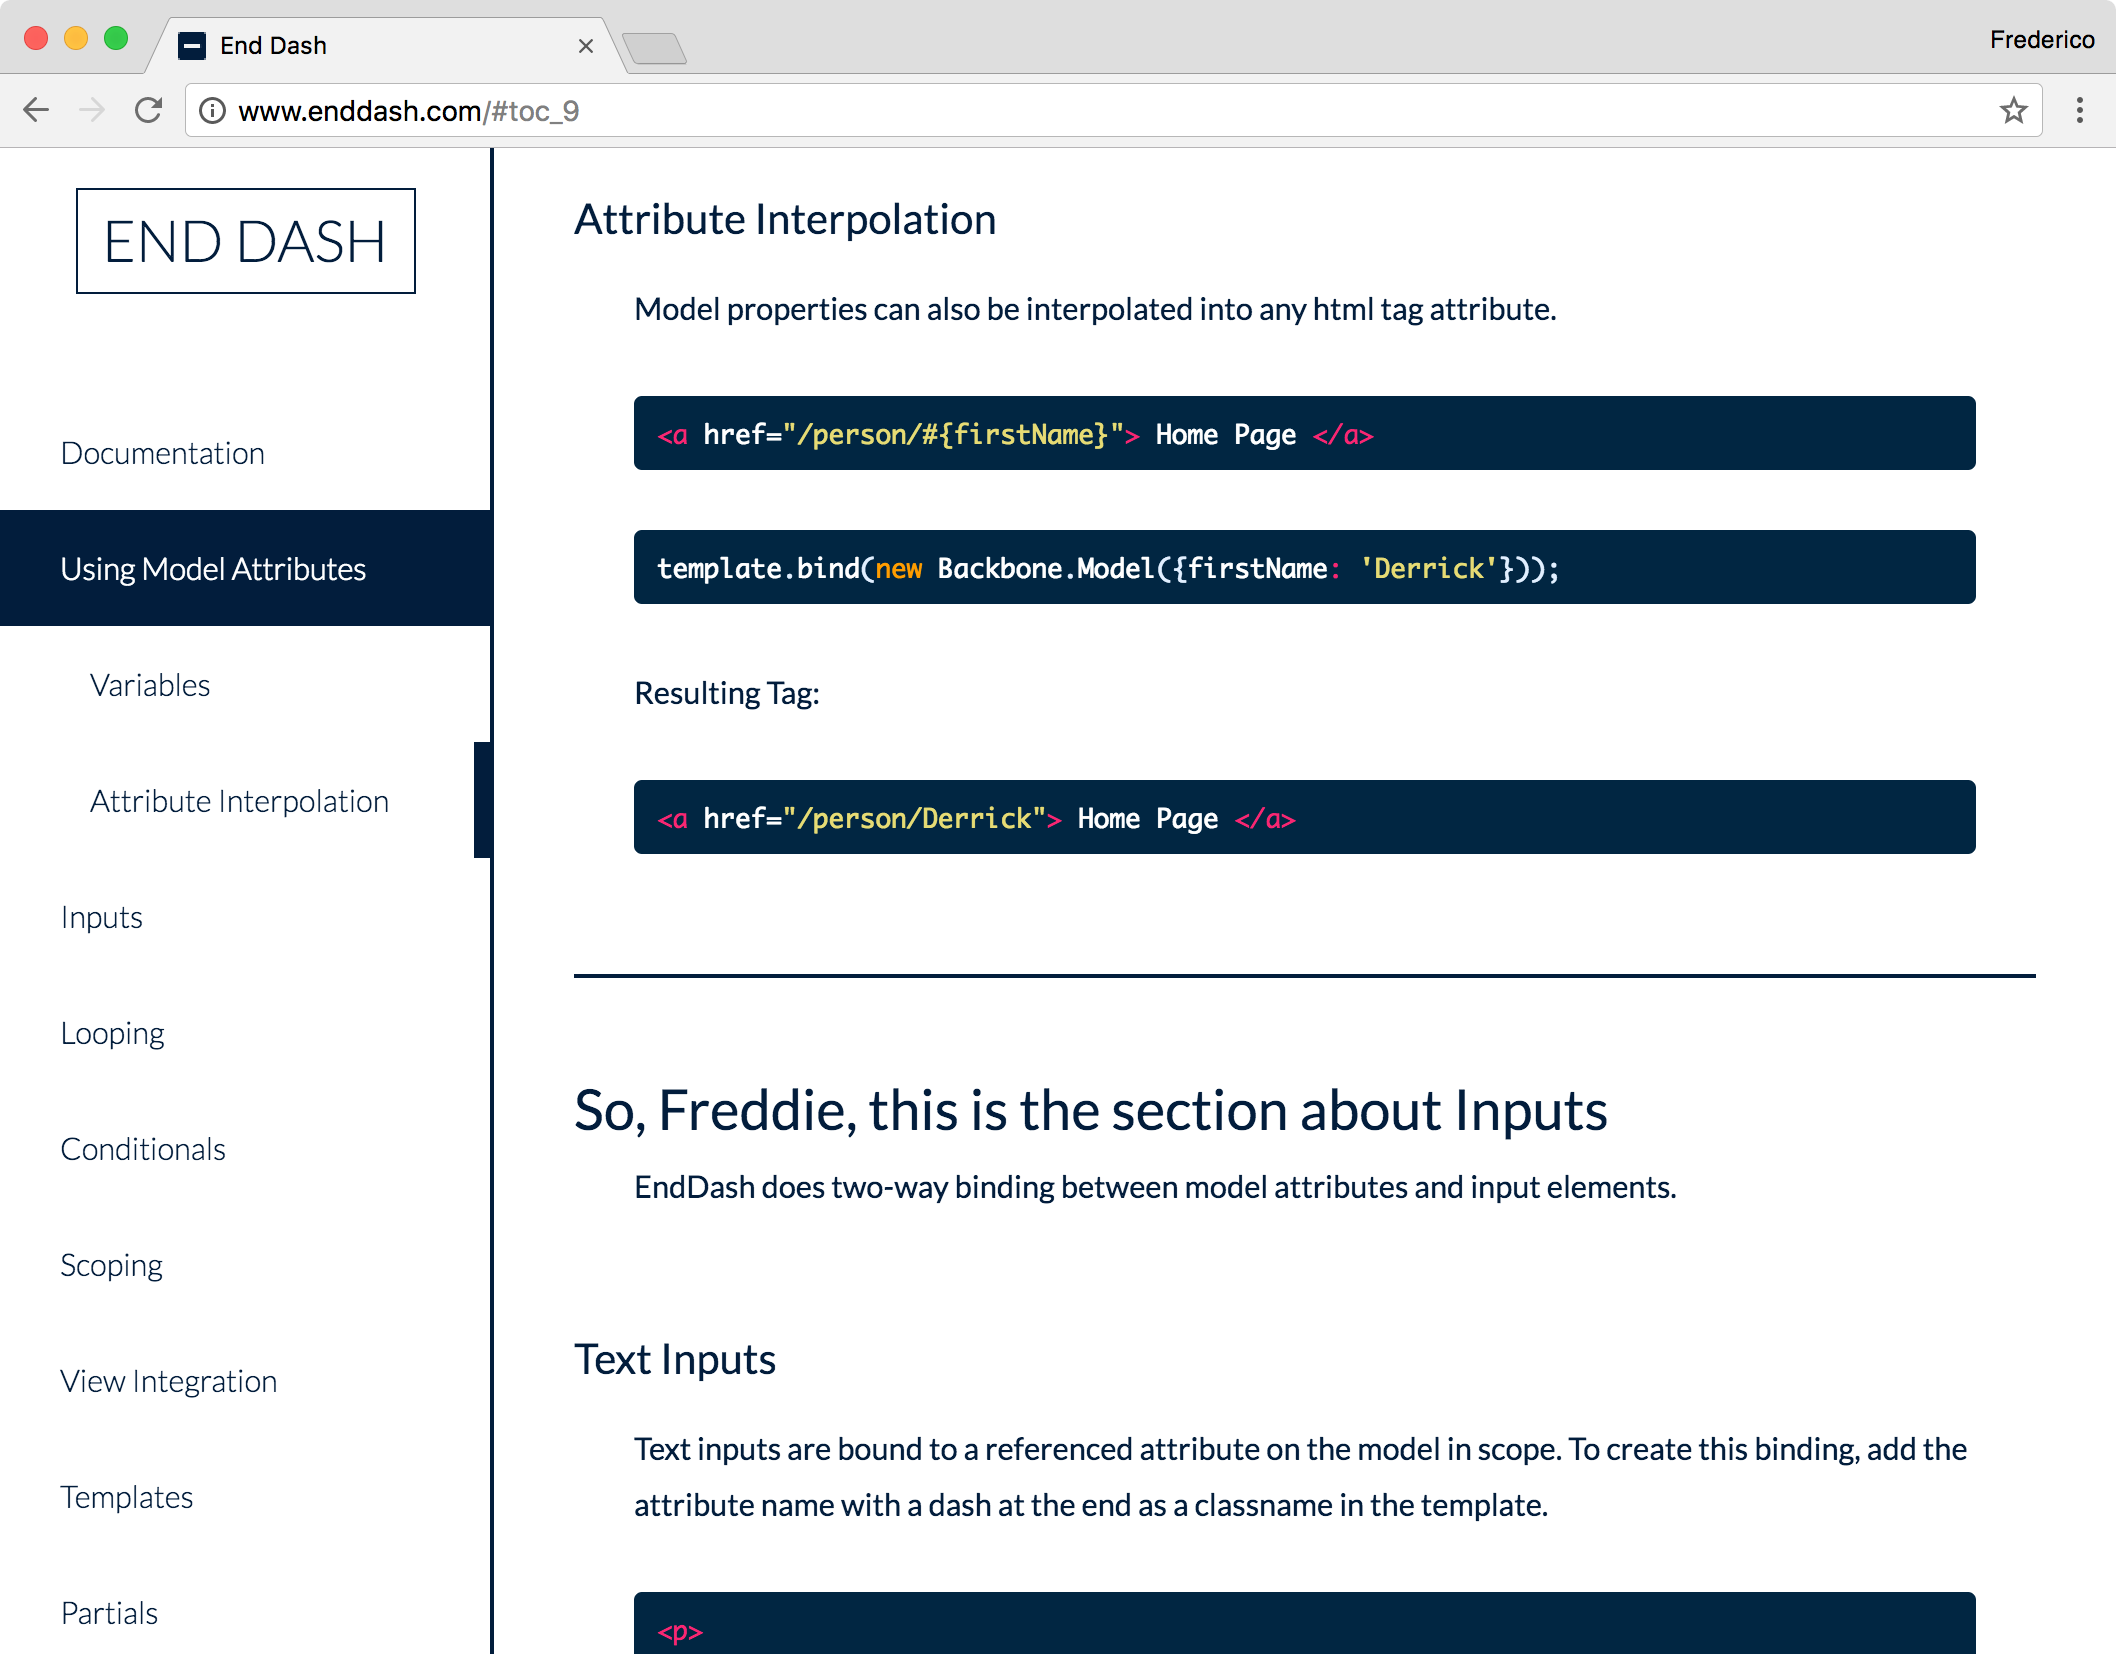 End Dash
Frederico
www.enddash.com/#toc_9
END DASH
Documentation
Using Model Attributes
Variables
Attribute Interpolation
Inputs
Looping
Conditionals
Scoping
View Integration
Templates
Partials
Attribute Interpolation
Model properties can also be interpolated into any html tag attribute.
<a href="/person/#{firstName}"> Home Page </a>
template.bind(new Backbone.Model({firstName: 'Derrick'}));
Resulting Tag:
<a href="/person/Derrick"> Home Page </a>
So, Freddie, this is the section about Inputs
EndDash does two-way binding between model attributes and input elements.
Text Inputs
Text inputs are bound to a referenced attribute on the model in scope. To create this binding, add the
attribute name with a dash at the end as a classname in the template.
<p>